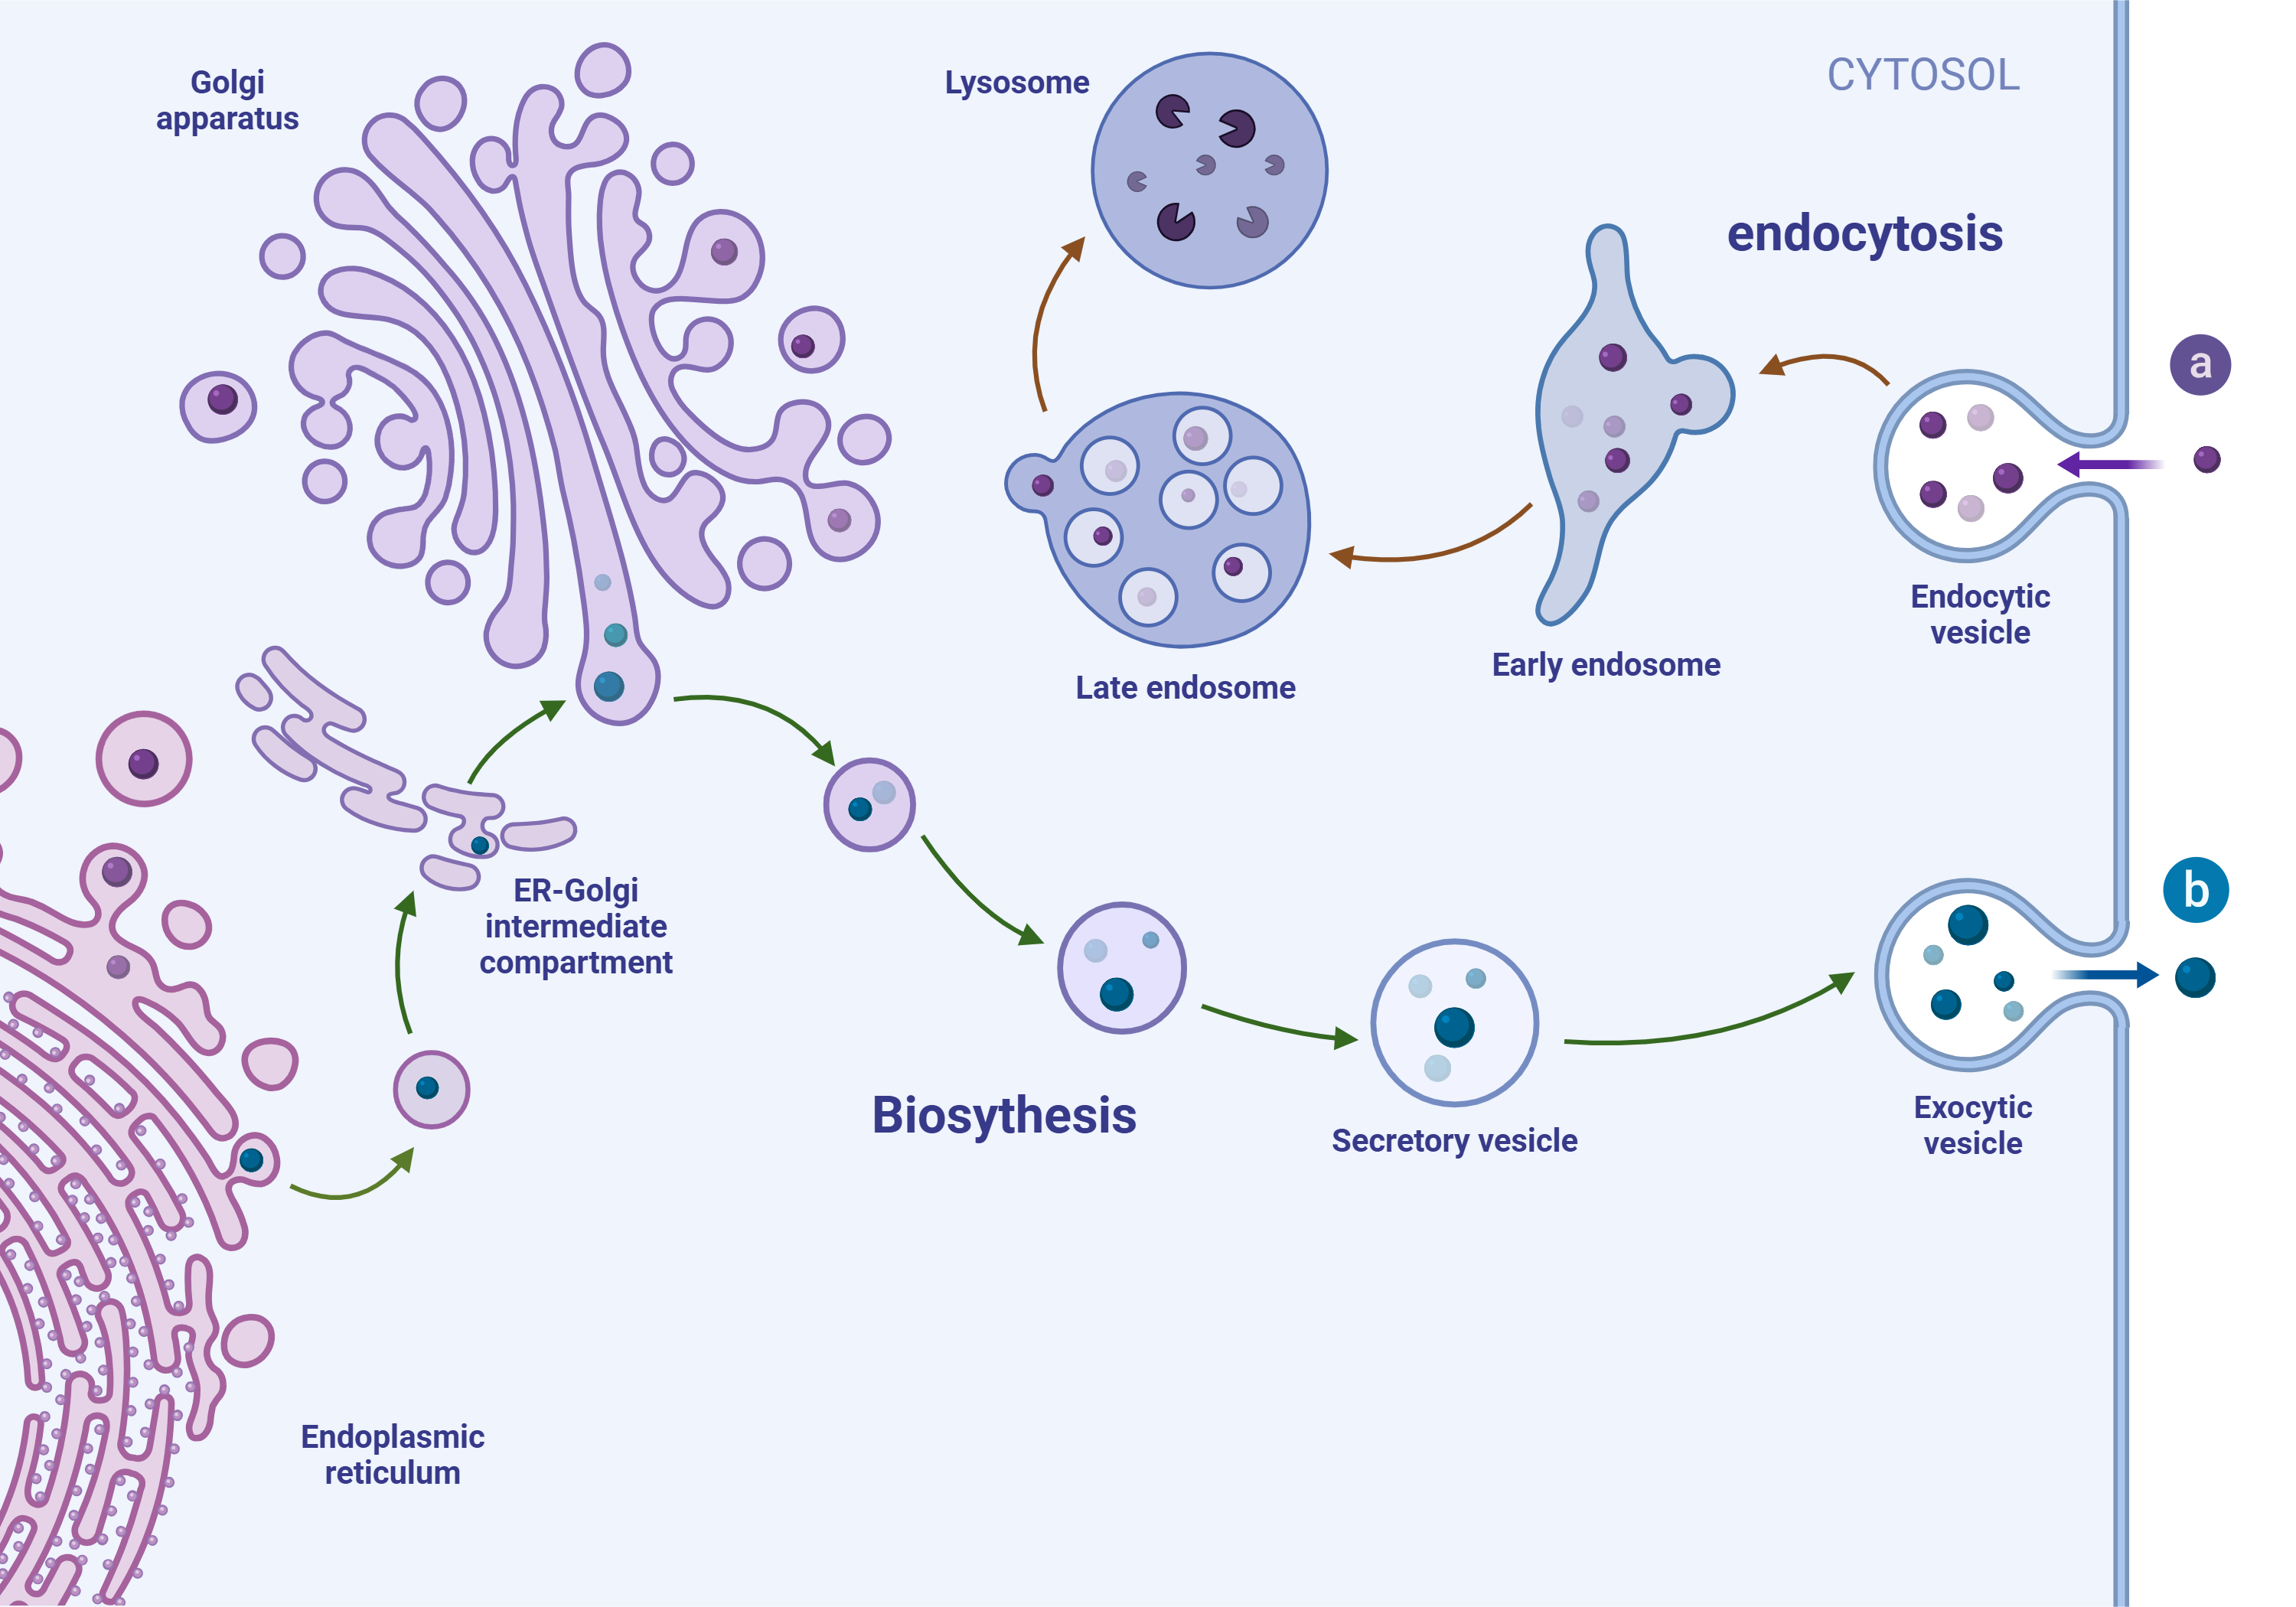 Golgi
apparatus
Lysosome
CYTOSOL
endocytosis
a
Endocytic
vesicle
Early endosome
Late endosome
b
ER-Golgi
intermediate
compartment
Biosythesis
Secretory vesicle
Exocytic
vesicle
Endoplasmic
reticulum